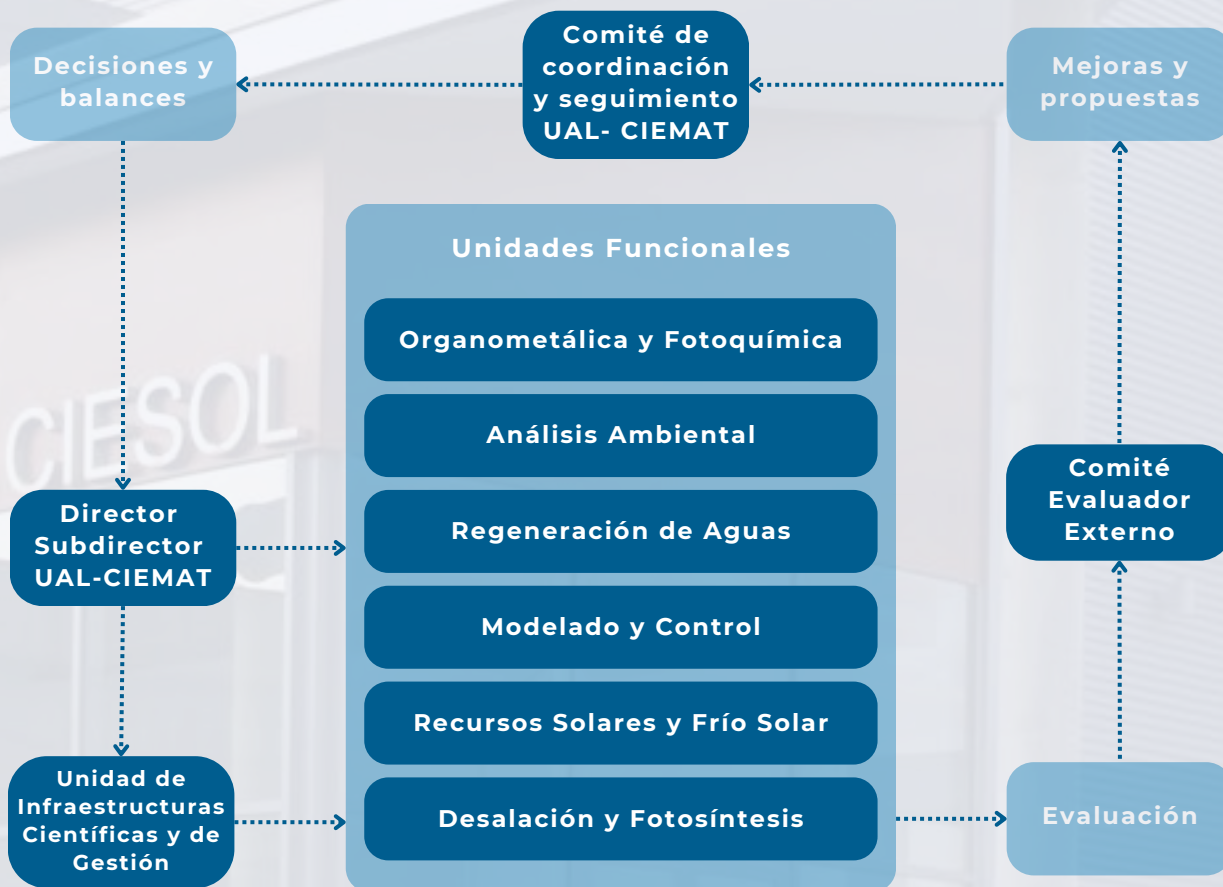 Decisiones y
balances
Comité de
coordinación
y seguimiento
UAL- CIEMAT
Mejoras y
propuestas
Unidades Funcionales
Organometálica y Fotoquímica
Análisis Ambiental
Regeneración de Aguas
Modelado y Control
Recursos Solares y Frío Solar
Desalación y Fotosíntesis
CIESOL
Director
Subdirector
UAL-CIEMAT
Comité
Evaluador
Externo
Unidad de
Infraestructuras
Científicas y de
Gestión
Evaluación